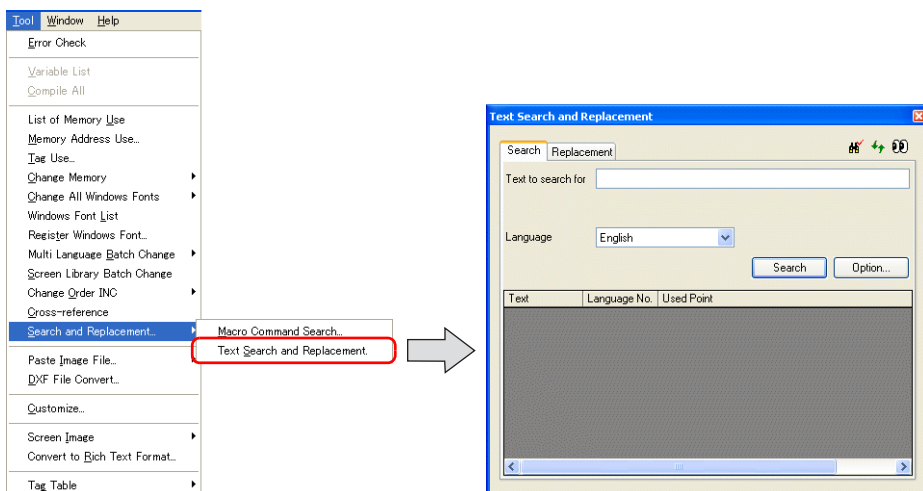 Tool Window Help
Error Check
Variable List
Compile All
List of Memory Use
Memory Address Use...
Tag Use...
Change Memory
Change All Windows Fonts
Windows Font List
Register Windows Font...
Multi Language Batch Change
Screen Library Batch Change
Change Order INC
Cross-reference
Search and Replacement...
Paste Image File...
DXF File Convert...
Customize...
Screen Image
Convert to Rich Text Format...
Tag Table
Macro Command Search...
Text Search and Replacement.
Text Search and Replacement
Search Replacement
Text to search for
Language English
Search Option...
Text Language No. Used Point